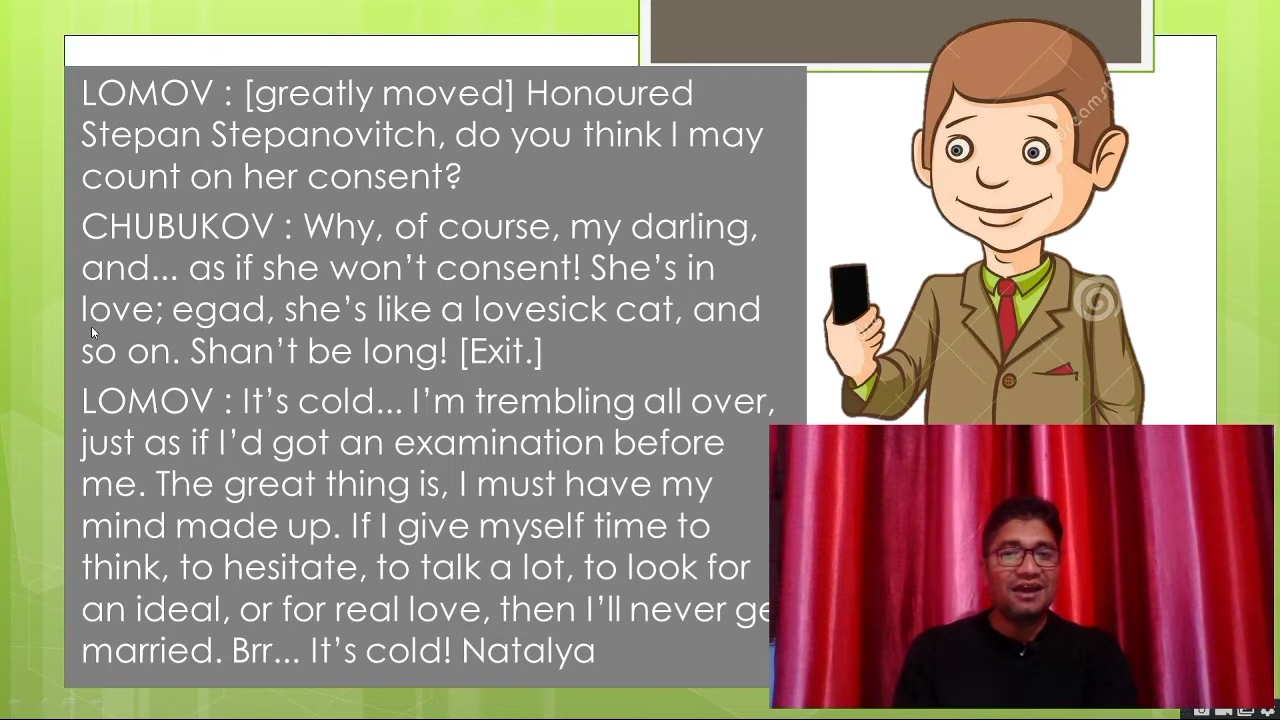 LOMOV : [greatly moved] Honoured
Stepan Stepanovitch, do you think I may
count on her consent?
CHUBUKOV : Why, of course, my darling,
and... as if she won’t consent! She’s in
love; egad, she’s like a lovesick cat, and
so on. Shan’t be long! [Exit.]
LOMOV : It’s cold... I’m trembling all over,
just as if I’d got an examination before
me. The great thing is, I must have my
mind made up. If I give myself time to
think, to hesitate, to talk a lot, to look for
an ideal, or for real love, then I’ll never ge
married. Brr... It’s cold! Natalya